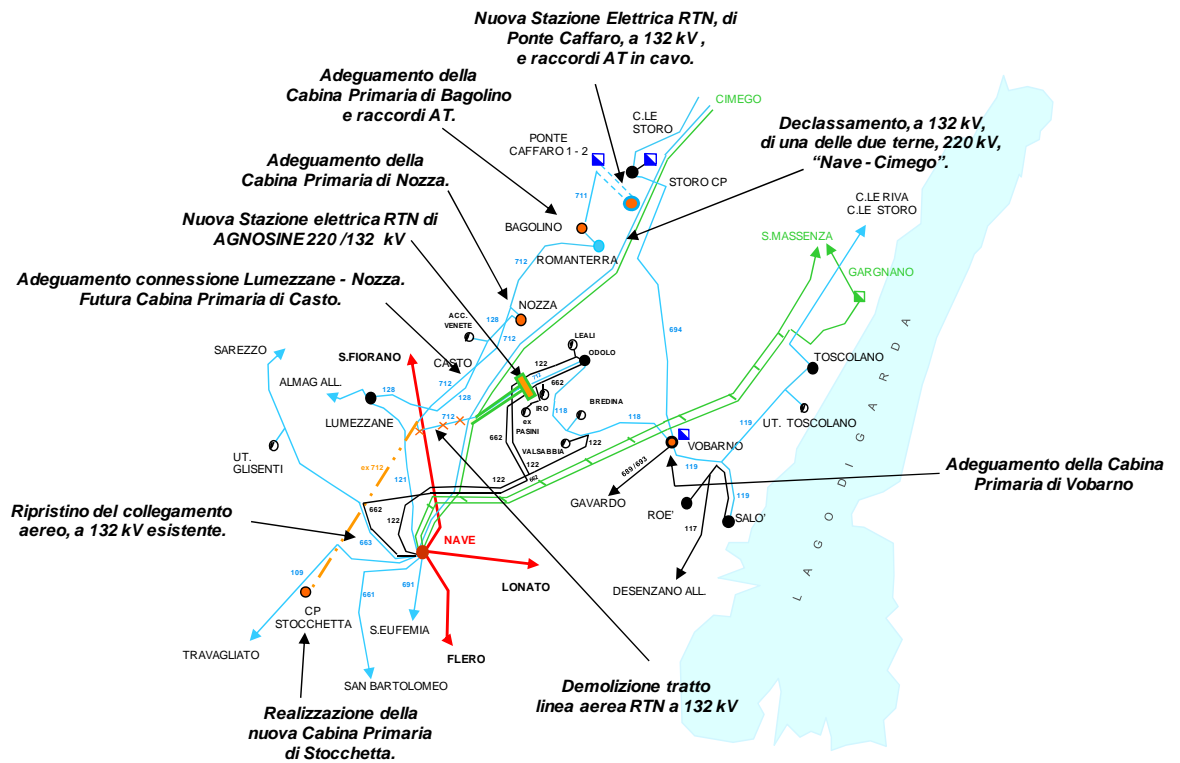 Nuova Stazione Elettrica RTN, di
Ponte Caffaro, a 132 kV ,
e raccordi AT in cavo.
Adeguamento della
Cabina Primaria di Bagolino
e raccordi AT.
CIMEGO
C.LE
STORO
Declassamento, a 132 kV,
di una delle due terne, 220 kV,
“Nave - Cimego”.
PONTE
CAFFARO 1 - 2
Adeguamento della
Cabina Primaria di Nozza.
STORO CP
711
C.LE RIVA
C.LE STORO
Nuova Stazione elettrica RTN di
AGNOSINE 220 /132 kV
BAGOLINO
S.MASSENZA
712
ROMANTERRA
GARGNANO
Adeguamento connessione Lumezzane - Nozza.
Futura Cabina Primaria di Casto.
NOZZA
ACC.
VENETE
128
712
LEALI
694
SAREZZO
S.FIORANO
CASTO
122
ODOLO
TOSCOLANO
ALMAG ALL.
712
128
128
712
662
IRO
ex
PASINI
118
BREDINA
118
119
UT. TOSCOLANO
LUMEZZANE
712
662
VALSABBIA
122
VOBARNO
UT.
GLISENTI
ex 712
121
122
122
662
689 / 693
119
119
Adeguamento della Cabina
Primaria di Vobarno
GAVARDO
ROE'
SALO'
117
Ripristino del collegamento
aereo, a 132 kV esistente.
662
122
663
NAVE
LONATO
DESENZANO ALL.
109
661
691
CP
STOCCHETTA
S.EUFEMIA
TRAVAGLIATO
FLERO
SAN BARTOLOMEO
Demolizione tratto
linea aerea RTN a 132 kV
Realizzazione della
nuova Cabina Primaria
di Stocchetta.
LAGO DI GARDA